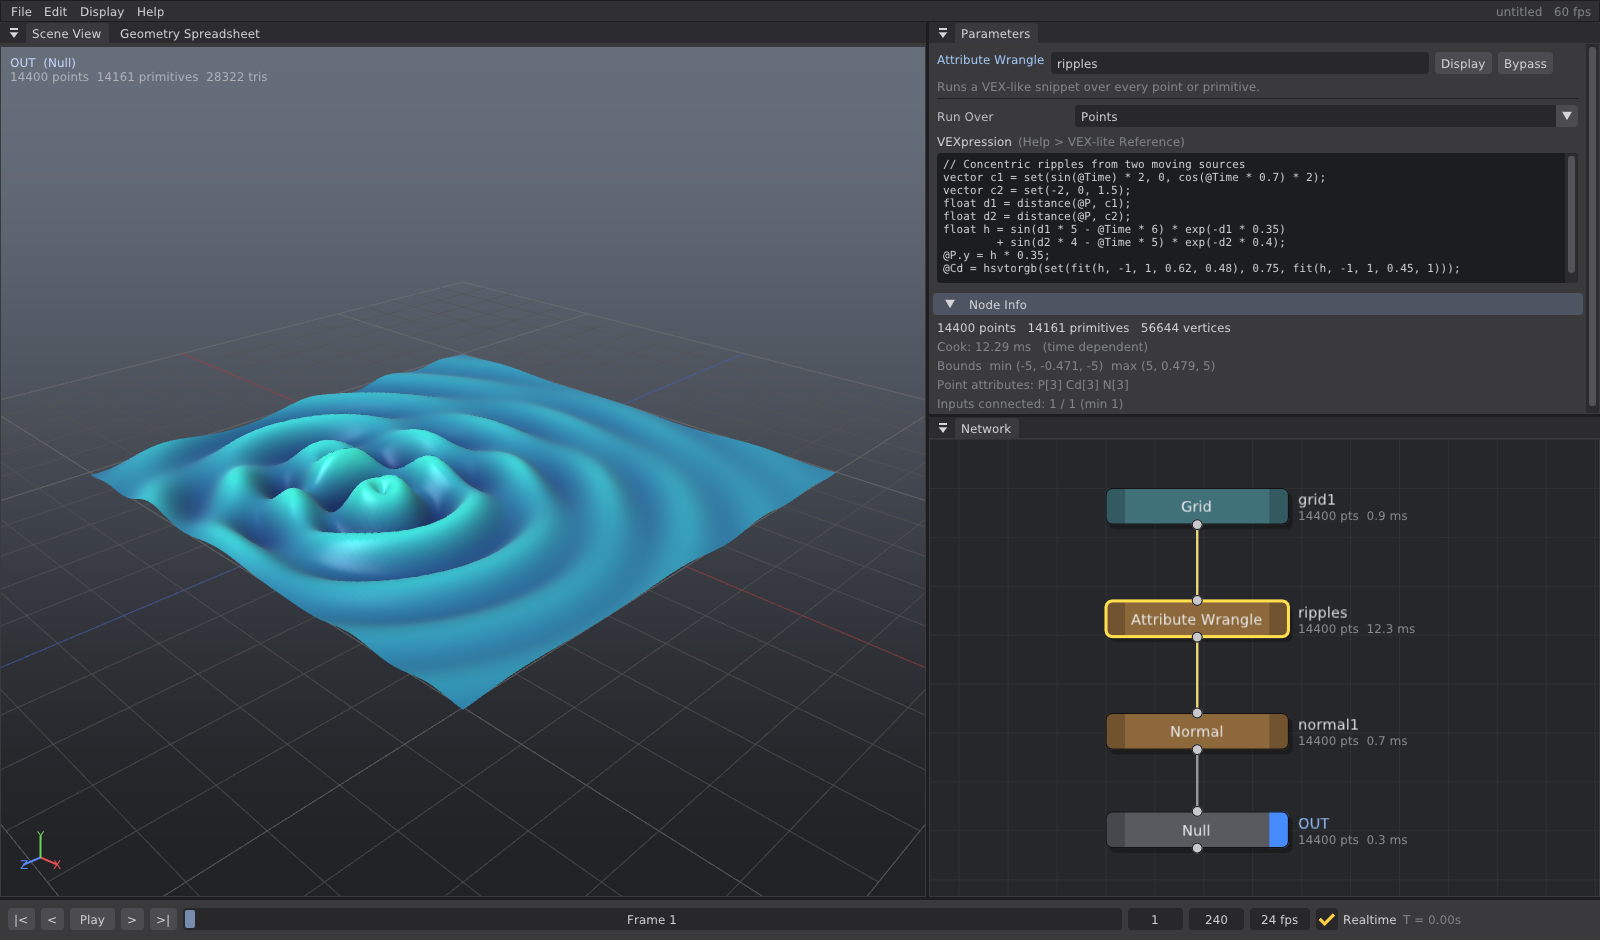 File Edit Display Help
untitled 60 fps
Scene View Geometry Spreadsheet
OUT (Null)
14400 points 14161 primitives 28322 tris
Y
Z X
Parameters
Attribute Wrangle ripples Display Bypass
Runs a VEX-like snippet over every point or primitive.
Run Over Points
VEXpression (Help > VEX-lite Reference)
// Concentric ripples from two moving sources
vector c1 = set(sin(@Time) * 2, 0, cos(@Time * 0.7) * 2);
vector c2 = set(-2, 0, 1.5);
float d1 = distance(@P, c1);
float d2 = distance(@P, c2);
float h = sin(d1 * 5 - @Time * 6) * exp(-d1 * 0.35)
+ sin(d2 * 4 - @Time * 5) * exp(-d2 * 0.4);
@P.y = h * 0.35;
@Cd = hsvtorgb(set(fit(h, -1, 1, 0.62, 0.48), 0.75, fit(h, -1, 1, 0.45, 1)));
Node Info
14400 points 14161 primitives 56644 vertices
Cook: 12.29 ms (time dependent)
Bounds min (-5, -0.471, -5) max (5, 0.479, 5)
Point attributes: P[3] Cd[3] N[3]
Inputs connected: 1 / 1 (min 1)
Network
Grid
grid1
14400 pts 0.9 ms
Attribute Wrangle
ripples
14400 pts 12.3 ms
Normal
normal1
14400 pts 0.7 ms
Null
OUT
14400 pts 0.3 ms
|< < Play > >| Frame 1 1 240 24 fps Realtime T = 0.00s